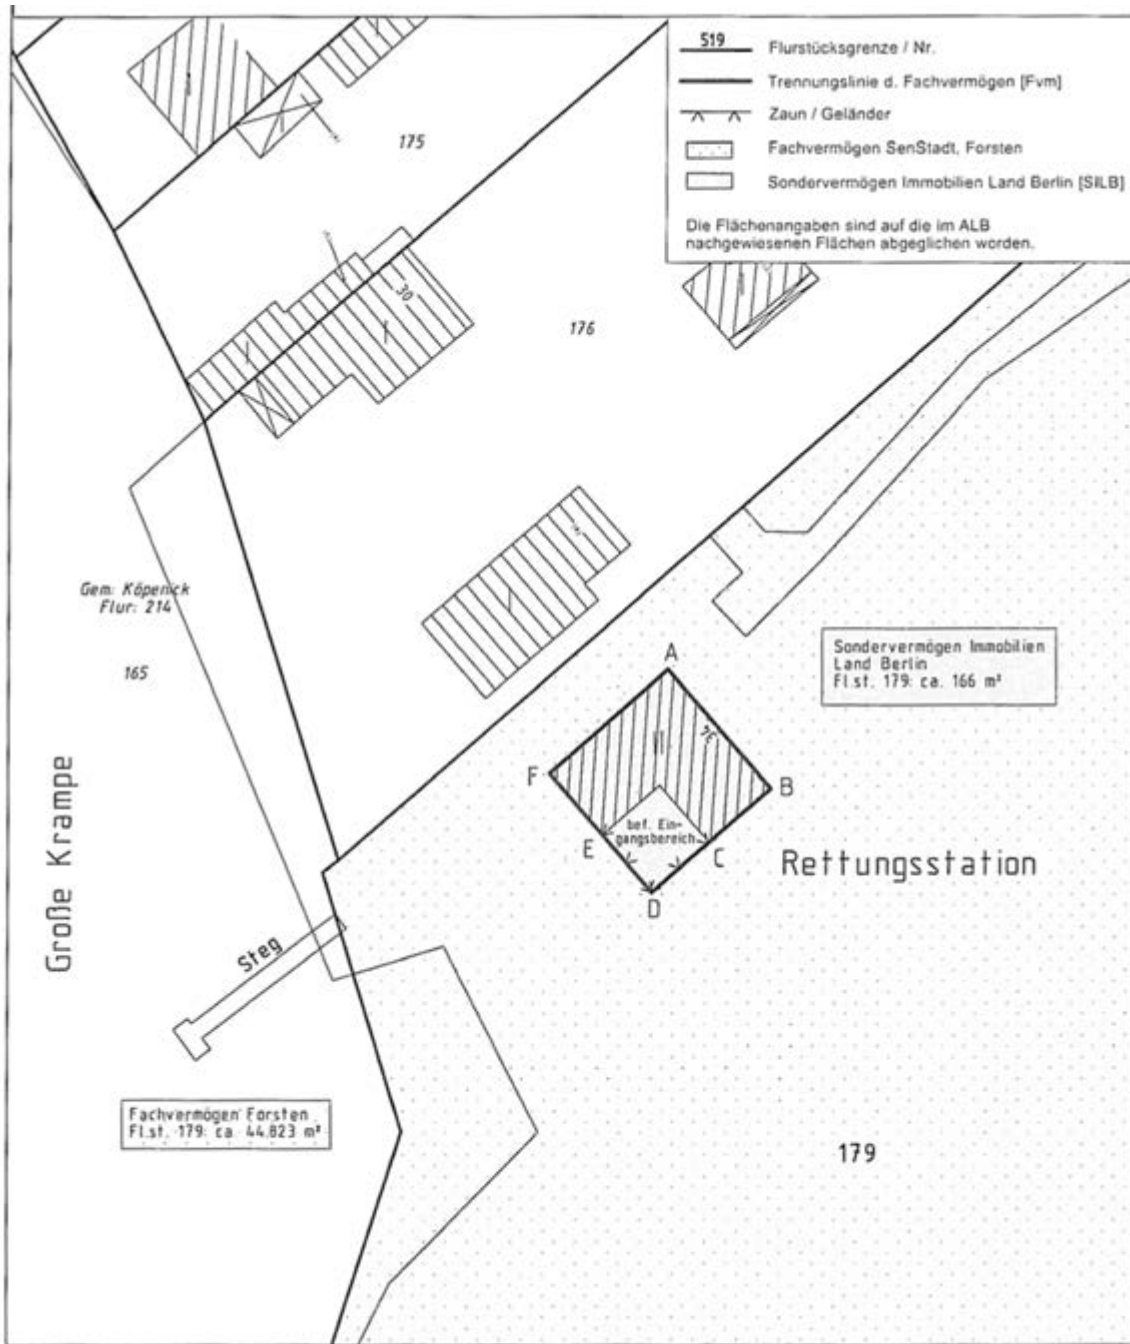 519 Flurstücksgrenze / Nr.
Trennungslinie d. Fachvermögen [Fvm]
Zaun / Geländer
Fachvermögen SenStadt, Forsten
Sondervermögen Immobilien Land Berlin [SILB]
Die Flächenangaben sind auf die im ALB
nachgewiesenen Flächen abgeglichen worden.
175
30
176
Gem: Köpenick
Flur: 214
165
Sondervermögen Immobilien
Land Berlin
Fl.st. 179: ca. 166 m²
A
34
II
F
B
bef. Ein-
gangsbereich
E
C
D
Rettungsstation
Große Krampe
Steg
Fachvermögen Forsten
Fl.st. 179: ca. 44.823 m²
179